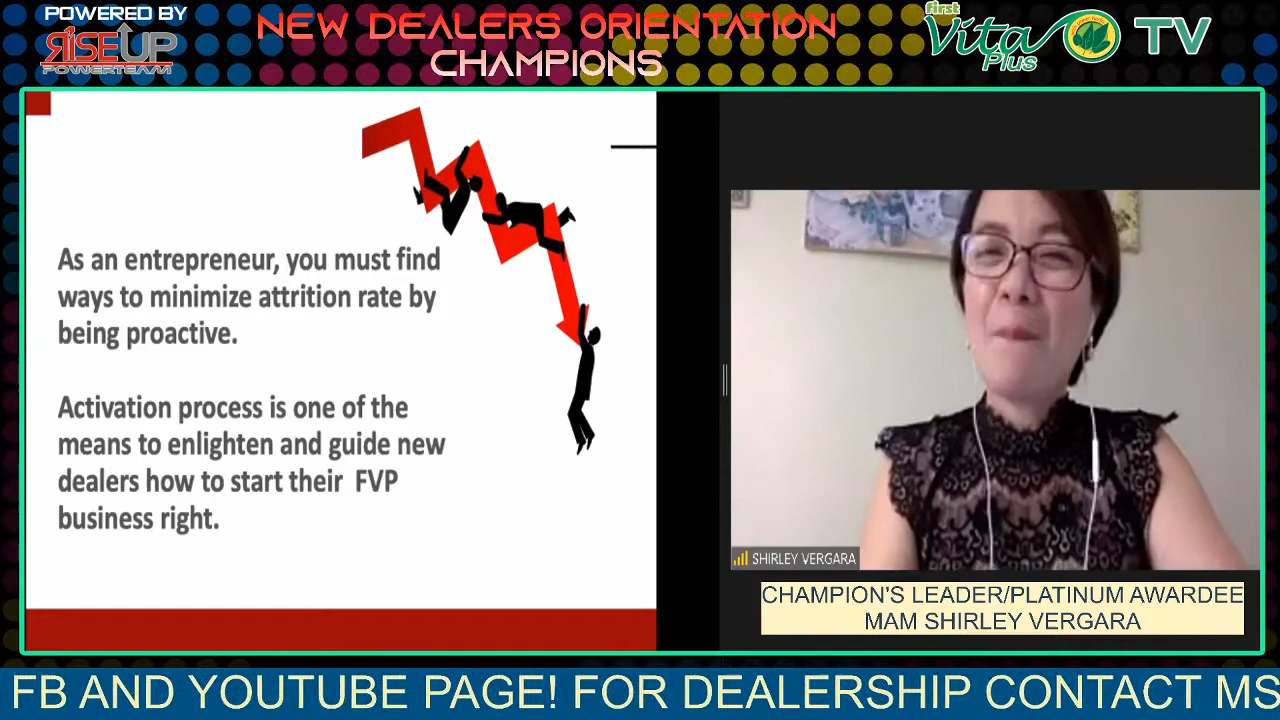 POWERED BY
RISEUP
POWERTEAM
NEW DEALERS ORIENTATION
CHAMPIONS
first
Vita
Plus
TV
As an entrepreneur, you must find
ways to minimize attrition rate by
being proactive.
Activation process is one of the
means to enlighten and guide new
dealers how to start their FVP
business right.
SHIRLEY VERGARA
CHAMPION'S LEADER/PLATINUM AWARDEE
MAM SHIRLEY VERGARA
FB AND YOUTUBE PAGE! FOR DEALERSHIP CONTACT MS